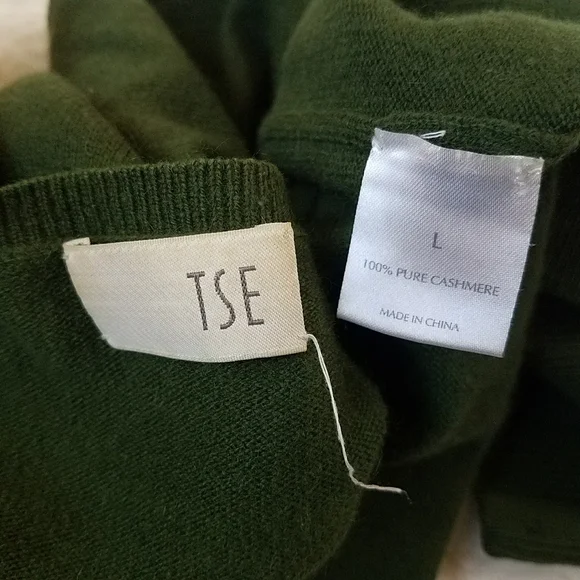 TSE
L
100% PURE CASHMERE
MADE IN CHINA